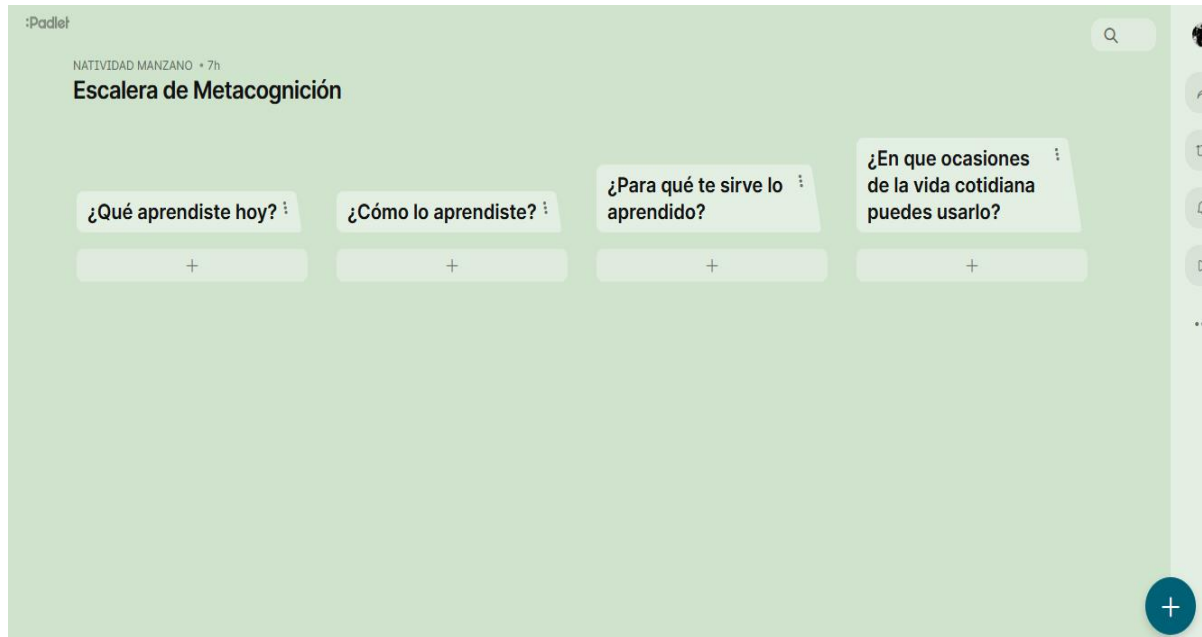 :Padlet
NATIVIDAD MANZANO • 7h
Escalera de Metacognición
¿Qué aprendiste hoy?
¿Cómo lo aprendiste?
¿Para qué te sirve lo
aprendido?
¿En que ocasiones
de la vida cotidiana
puedes usarlo?